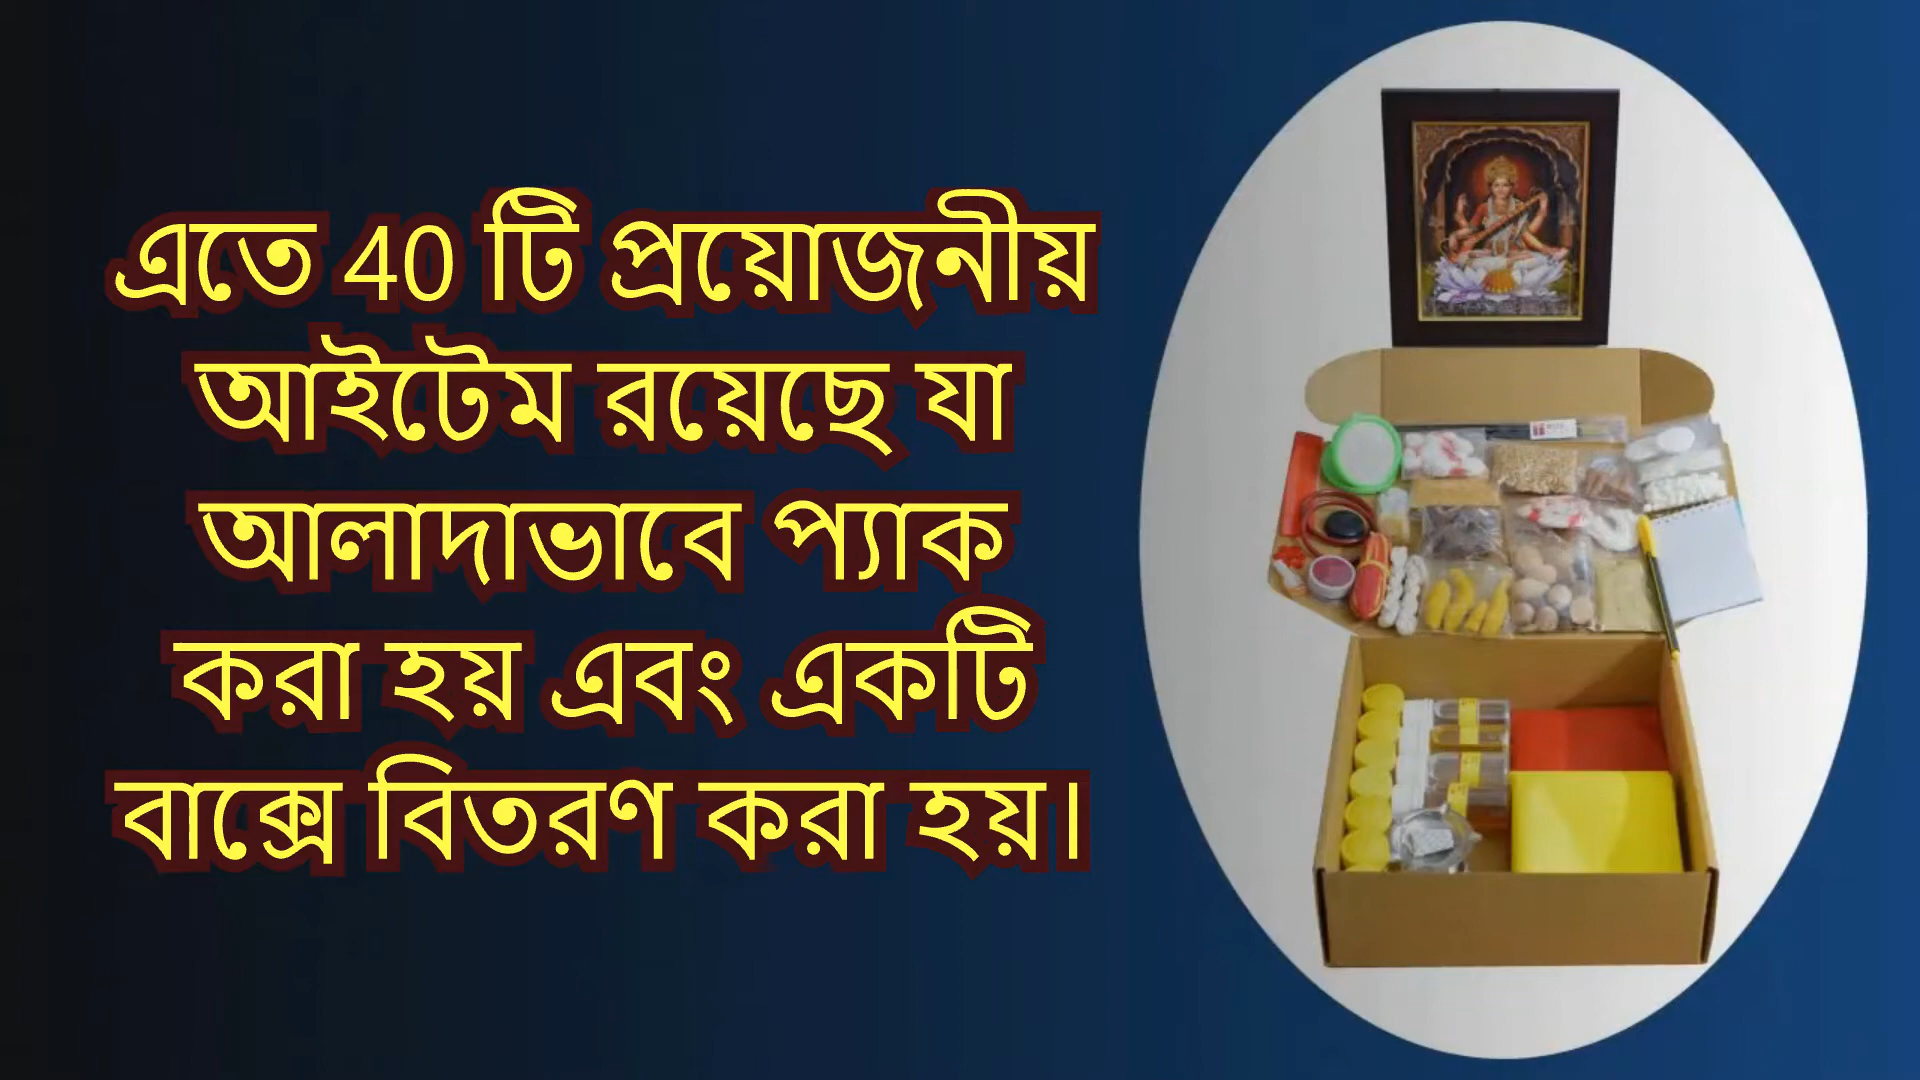 এতে 40 টি প্রয়োজনীয়
আইটেম রয়েছে যা
আলাদাভাবে প্যাক
করা হয় এবং একটি
বাক্সে বিতরণ করা হয়।